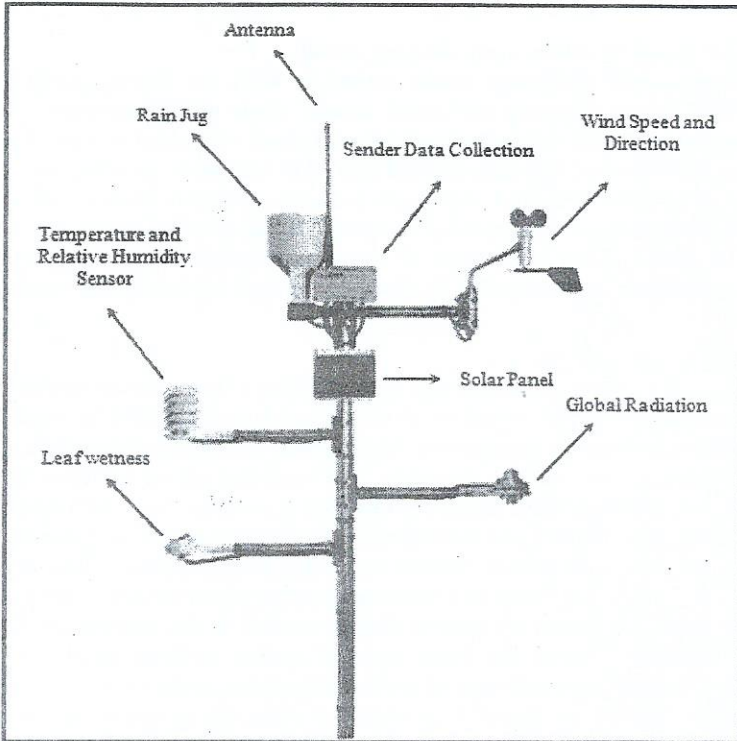 Antenna
Rain Jug
Sender Data Collection
Wind Speed and
Direction
Temperature and
Relative Humidity
Sensor
Solar Panel
Global Radiation
Leaf wetness